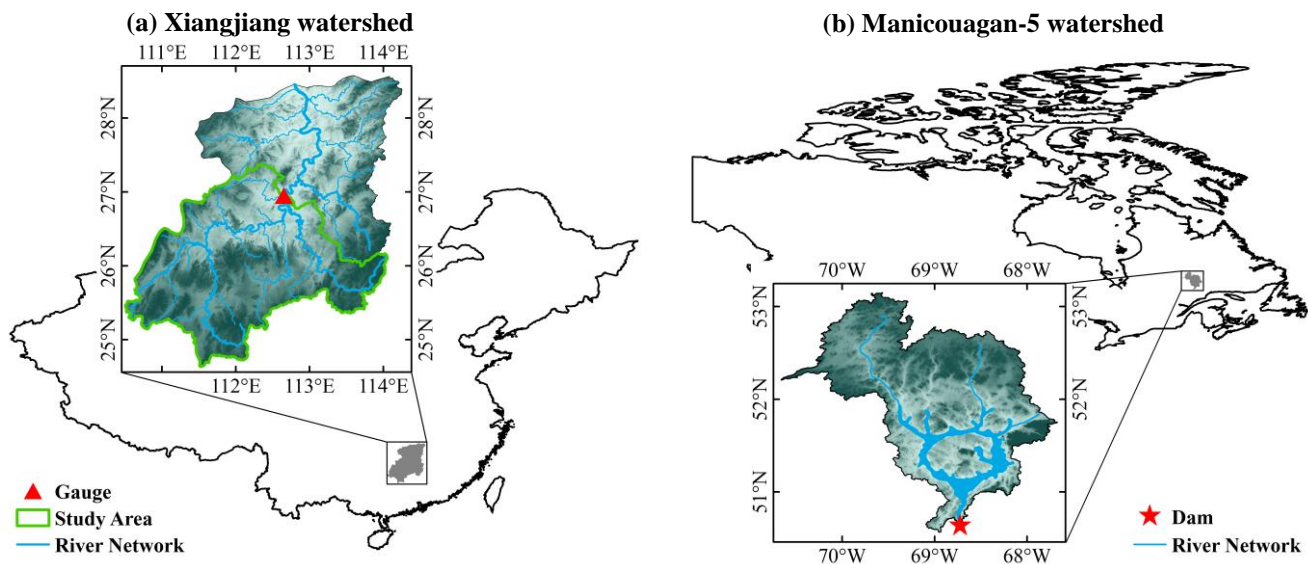 (a) Xiangjiang watershed
111°E 112°E 113°E 114°E
28°N 28°N
27°N 27°N
26°N 26°N
25°N 25°N
112°E 113°E 114°E
Gauge
Study Area
River Network
(b) Manicouagan-5 watershed
70°W 69°W 68°W
53°N 53°N
52°N 52°N
51°N 51°N
70°W 69°W 68°W
Dam
River Network